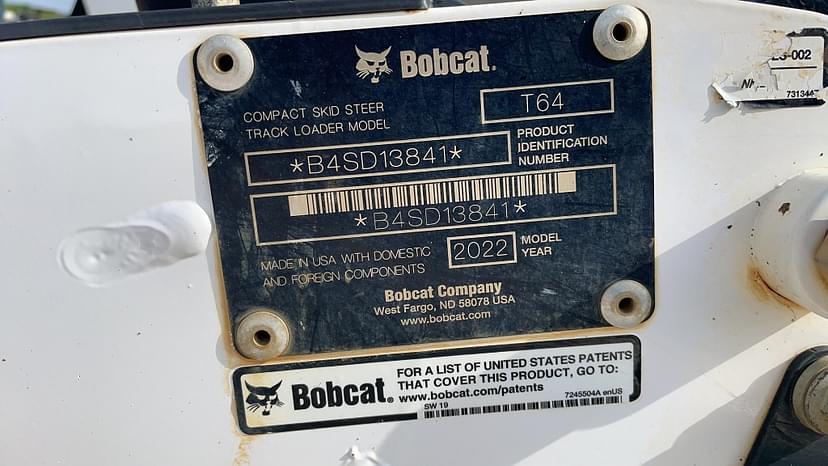 Bobcat®
COMPACT SKID STEER
TRACK LOADER MODEL
T64
*B4SD13841*
PRODUCT
IDENTIFICATION
NUMBER
*B4SD13841*
MADE IN USA WITH DOMESTIC
AND FOREIGN COMPONENTS
2022
MODEL
YEAR
Bobcat Company
West Fargo, ND 58078 USA
www.bobcat.com
Bobcat®
FOR A LIST OF UNITED STATES PATENTS
THAT COVER THIS PRODUCT, GO TO:
www.bobcat.com/patents
7245504A enUS
SW 19
-002